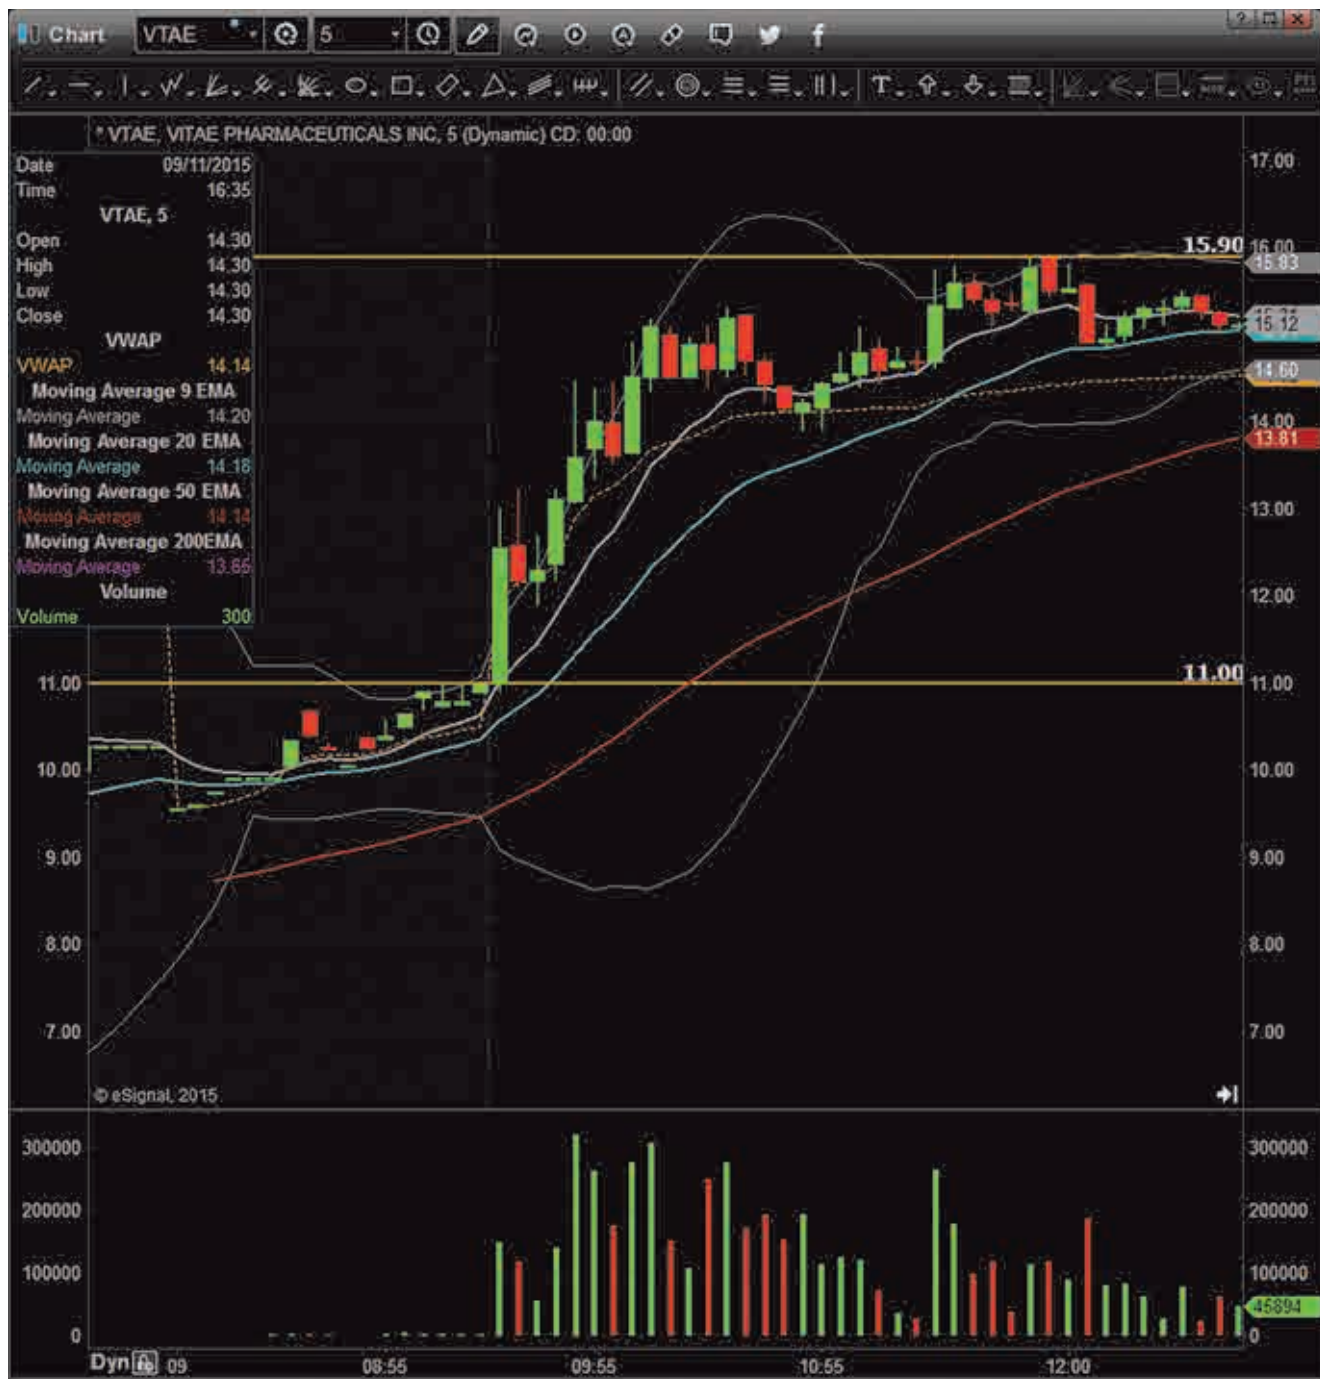 Chart VTAE 5
* VTAE, VITAE PHARMACEUTICALS INC, 5 (Dynamic) CD: 00:00
Date 09/11/2015
Time 16:35
VTAE, 5
Open 14.30
High 14.30
Low 14.30
Close 14.30
VWAP
VWAP 14.14
Moving Average 9 EMA
Moving Average 14.20
Moving Average 20 EMA
Moving Average 14.18
Moving Average 50 EMA
Moving Average 14.14
Moving Average 200EMA
Moving Average 13.65
Volume
Volume 300
17.00
15.90 16.00
15.83
15.12
14.60
14.00
13.81
13.00
12.00
11.00
11.00 11.00
10.00 10.00
9.00 9.00
8.00 8.00
7.00 7.00
© eSignal, 2015
300000 300000
200000 200000
100000 100000
45894
0 0
Dyn 09 08:55 09:55 10:55 12:00